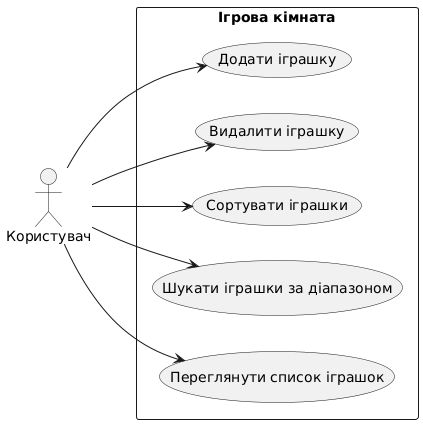 Ігрова кімната
Додати іграшку
Видалити іграшку
Сортувати іграшки
Користувач
Шукати іграшки за діапазоном
Переглянути список іграшок